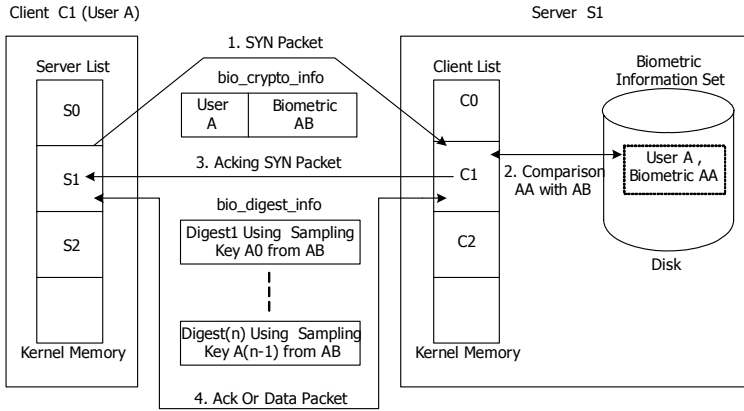 Client C1 (User A)
Server S1
1. SYN Packet
Server List
bio_crypto_info
Client List
Biometric
Information Set
S0
User
A
Biometric
AB
C0
3. Acking SYN Packet
S1
C1
2. Comparison
AA with AB
User A ,
Biometric AA
bio_digest_info
S2
Digest1 Using Sampling
Key A0 from AB
C2
Disk
Digest(n) Using Sampling
Key A(n-1) from AB
Kernel Memory
Kernel Memory
4. Ack Or Data Packet